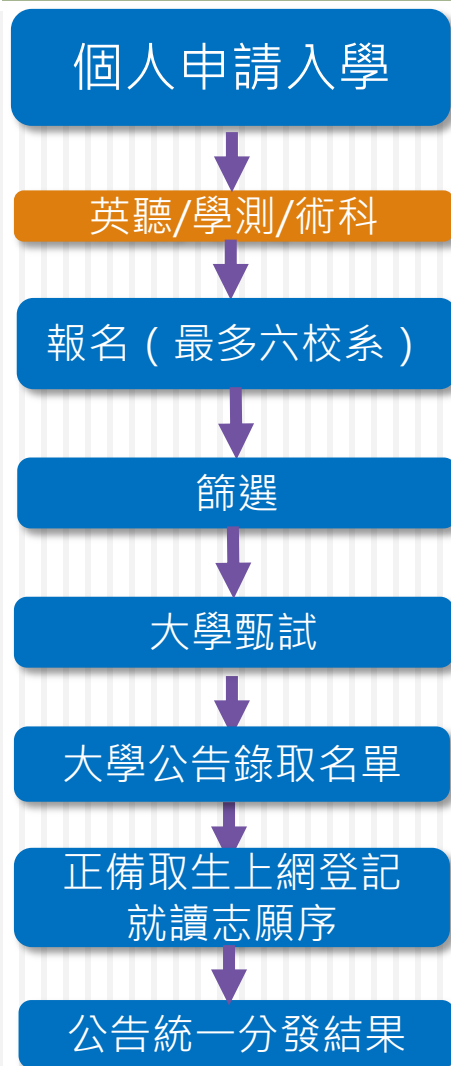 個人申請入學
英聽/學測/術科
報名(最多六校系)
篩選
大學甄試
大學公告錄取名單
正備取生上網登記
就讀志願序
公告統一分發結果